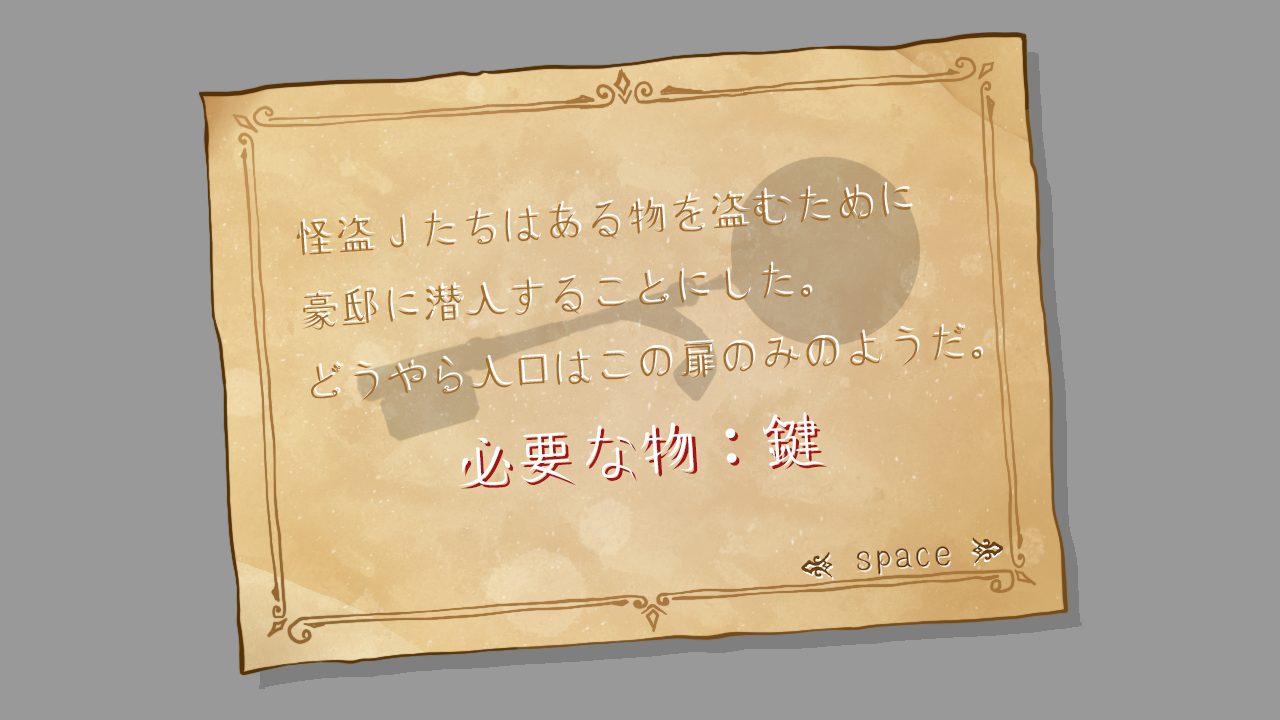 怪盗Jたちはある物を盗むために
豪邸に潜入することにした。
どうやら入口はこの扉のみのようだ。
必要な物：鍵
space